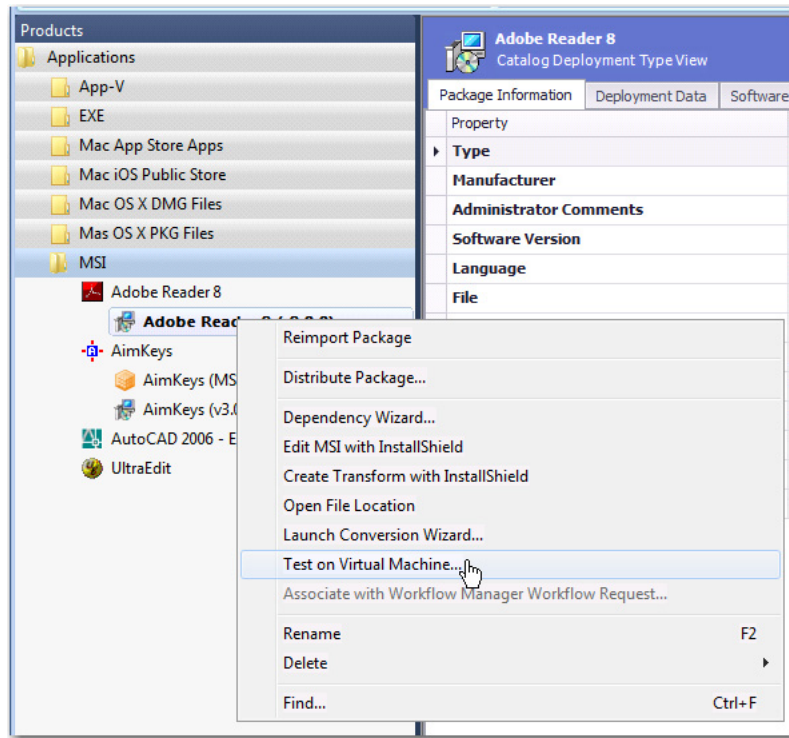 Products
Applications
App-V
EXE
Mac App Store Apps
Mac iOS Public Store
Mac OS X DMG Files
Mas OS X PKG Files
MSI
Adobe Reader 8
AimKeys
AimKeys (MS
AimKeys (v3.0
AutoCAD 2006 - E
UltraEdit
Adobe Reader 8
Catalog Deployment Type View
Package Information
Deployment Data
Software
Property
Type
Manufacturer
Administrator Comments
Software Version
Language
File
Reimport Package
Distribute Package...
Dependency Wizard...
Edit MSI with InstallShield
Create Transform with InstallShield
Open File Location
Launch Conversion Wizard...
Test on Virtual Machine...
Associate with Workflow Manager Workflow Request...
Rename F2
Delete
Find... Ctrl+F